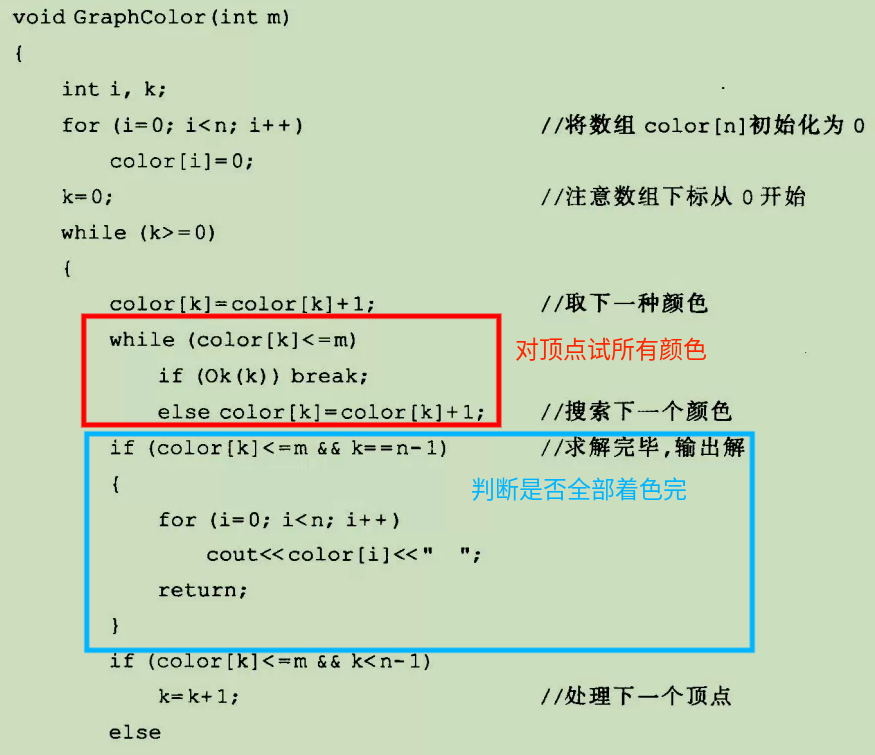 void GraphColor(int m)
{
int i, k;
for (i=0; i<n; i++) //将数组 color[n]初始化为 0
color[i]=0;
k=0; //注意数组下标从 0 开始
while (k>=0)
{
color[k]=color[k]+1; //取下一种颜色
while (color[k]<=m) 对顶点试所有颜色
if (Ok(k)) break;
else color[k]=color[k]+1; //搜索下一个颜色
if (color[k]<=m && k==n-1) //求解完毕,输出解
{ 判断是否全部着色完
for (i=0; i<n; i++)
cout<<color[i]<<" ";
return;
}
if (color[k]<=m && k<n-1)
k=k+1; //处理下一个顶点
else